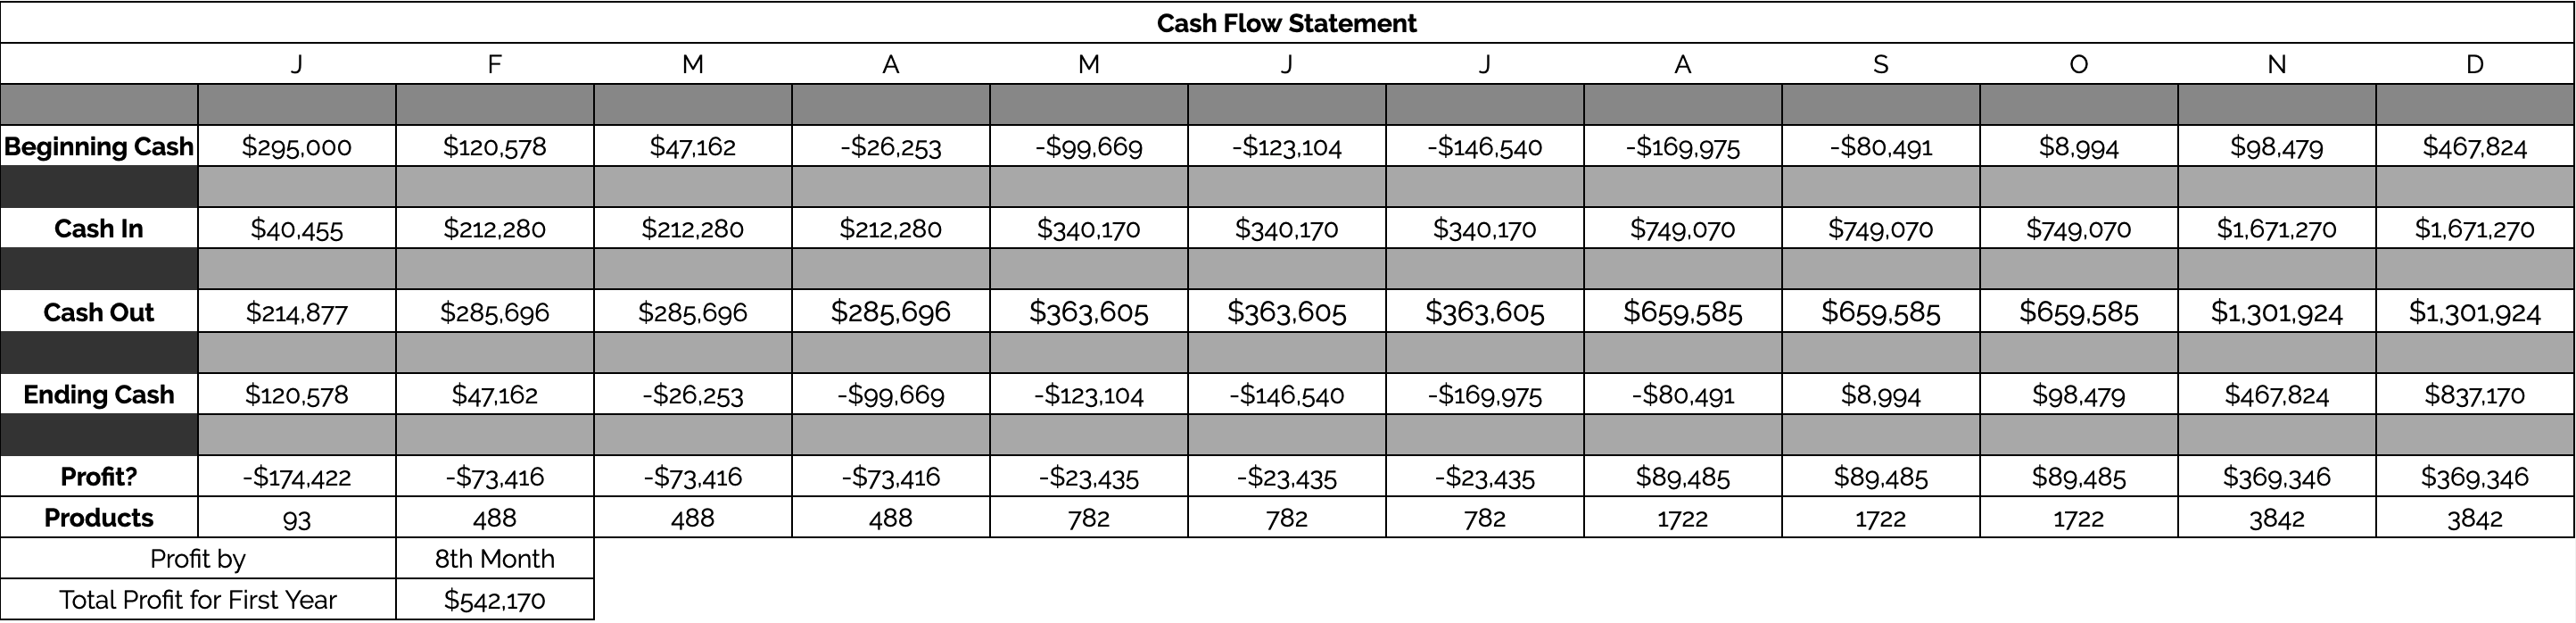 Cash Flow Statement
J F M A M J J A S O N D
Beginning Cash $295,000 $120,578 $47,162 -$26,253 -$99,669 -$123,104 -$146,540 -$169,975 -$80,491 $8,994 $98,479 $467,824
Cash In $40,455 $212,280 $212,280 $212,280 $340,170 $340,170 $340,170 $749,070 $749,070 $749,070 $1,671,270 $1,671,270
Cash Out $214,877 $285,696 $285,696 $285,696 $363,605 $363,605 $363,605 $659,585 $659,585 $659,585 $1,301,924 $1,301,924
Ending Cash $120,578 $47,162 -$26,253 -$99,669 -$123,104 -$146,540 -$169,975 -$80,491 $8,994 $98,479 $467,824 $837,170
Profit? -$174,422 -$73,416 -$73,416 -$73,416 -$23,435 -$23,435 -$23,435 $89,485 $89,485 $89,485 $369,346 $369,346
Products 93 488 488 488 782 782 782 1722 1722 1722 3842 3842
Profit by 8th Month
Total Profit for First Year $542,170